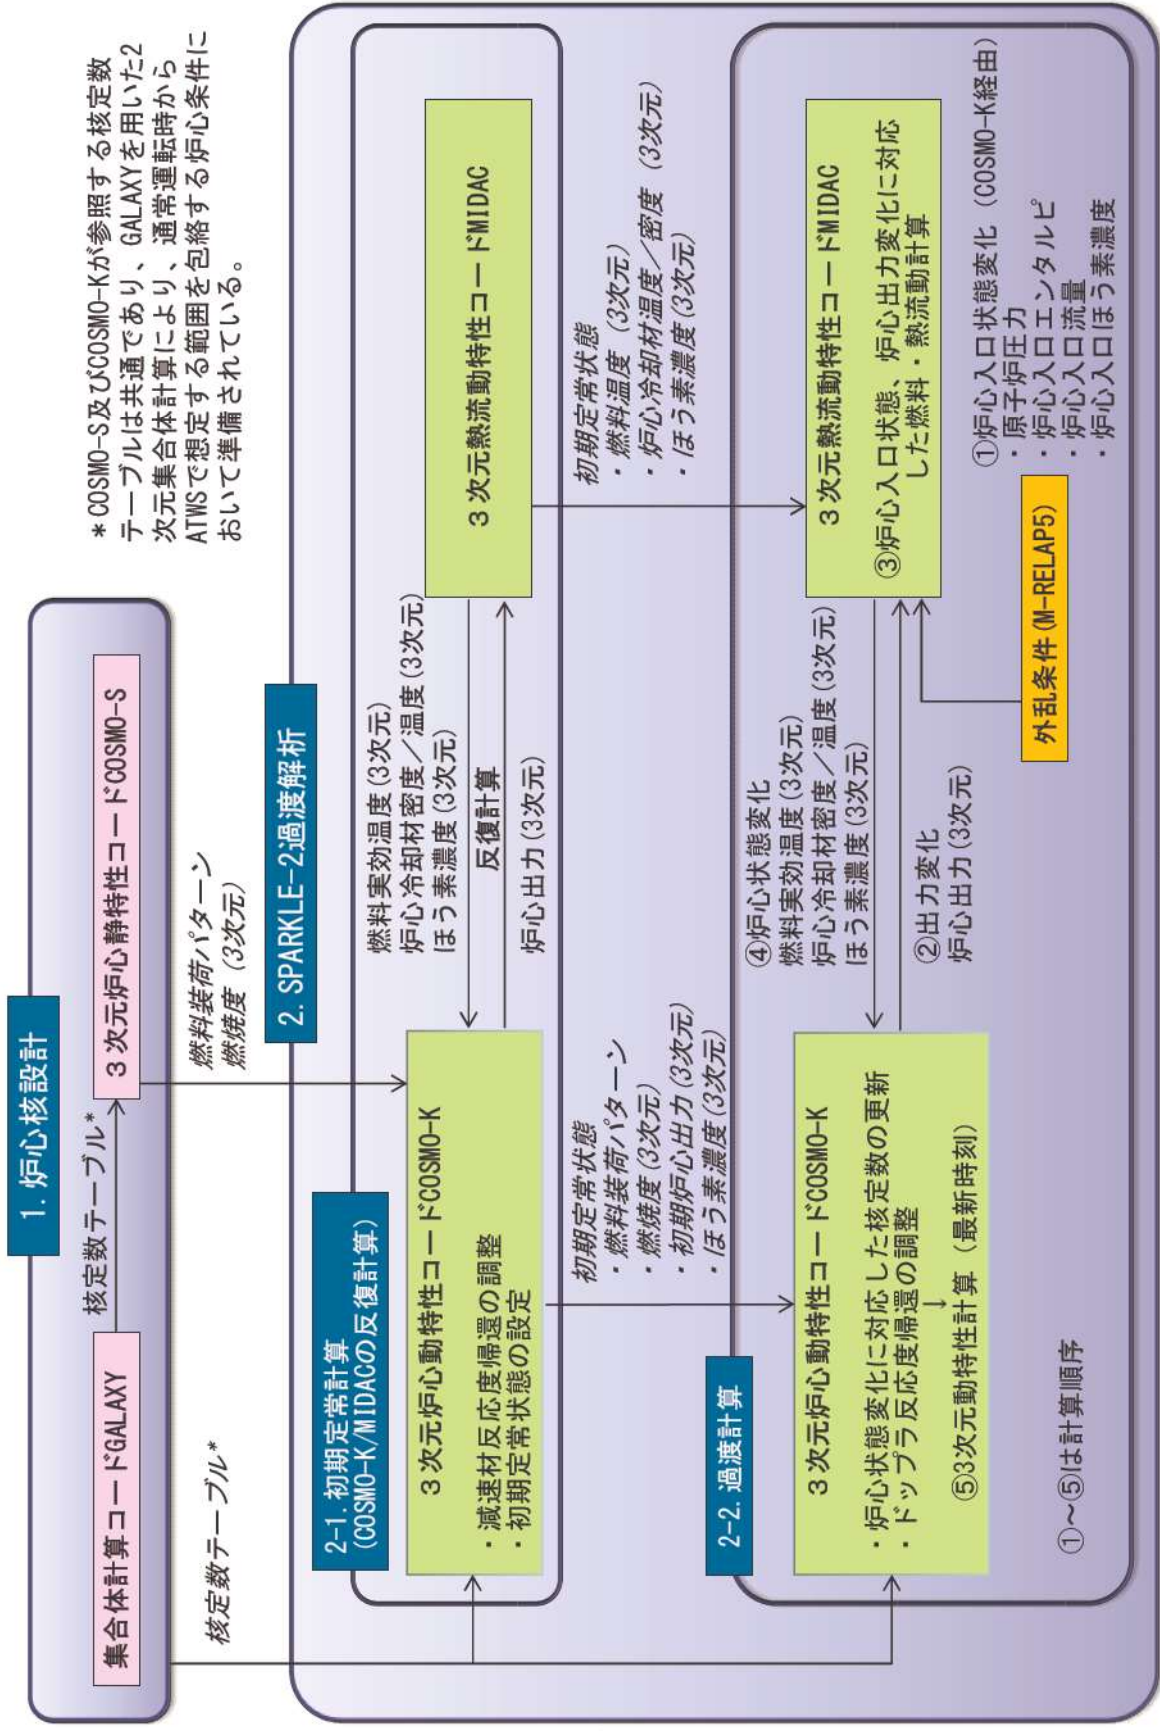 1. 炉心核設計
集合体計算コードGALAXY
核定数テーブル*
3次元炉心静特性コードCOSMO-S
*COSMO-S及びCOSMO-Kが参照する核定数
テーブルは共通であり、GALAXYを用いた2
次元集合体計算により、通常運転時から
ATWSで想定する範囲を包絡する炉心条件に
おいて準備されている。
核定数テーブル*
燃料装荷パターン
燃焼度 (3次元)
2. SPARKLE-2過渡解析
2-1. 初期定常計算
(COSMO-K/MIDACの反復計算)
3次元炉心動特性コードCOSMO-K
・減速材反応度帰還の調整
・初期定常状態の設定
燃料実効温度(3次元)
炉心冷却材密度／温度(3次元)
ほう素濃度(3次元)
反復計算
炉心出力(3次元)
3次元熱流動特性コードMIDAC
初期定常状態
・燃料装荷パターン
・燃焼度(3次元)
・初期炉心出力(3次元)
・ほう素濃度(3次元)
初期定常状態
・燃料温度 (3次元)
・炉心冷却材温度／密度 (3次元)
・ほう素濃度(3次元)
2-2. 過渡計算
3次元炉心動特性コードCOSMO-K
・炉心状態変化に対応した核定数の更新
・ドップラ反応度帰還の調整
↓
⑤3次元動特性計算 (最新時刻)
④炉心状態変化
燃料実効温度(3次元)
炉心冷却材密度／温度(3次元)
ほう素濃度(3次元)
②出力変化
炉心出力(3次元)
3次元熱流動特性コードMIDAC
③炉心入口状態、炉心出力変化に対応
した燃料・熱流動計算
外乱条件(M-RELAP5)
①炉心入口状態変化 (COSMO-K経由)
・原子炉圧力
・炉心入口エンタルピ
・炉心入口流量
・炉心入口ほう素濃度
①～⑤は計算順序